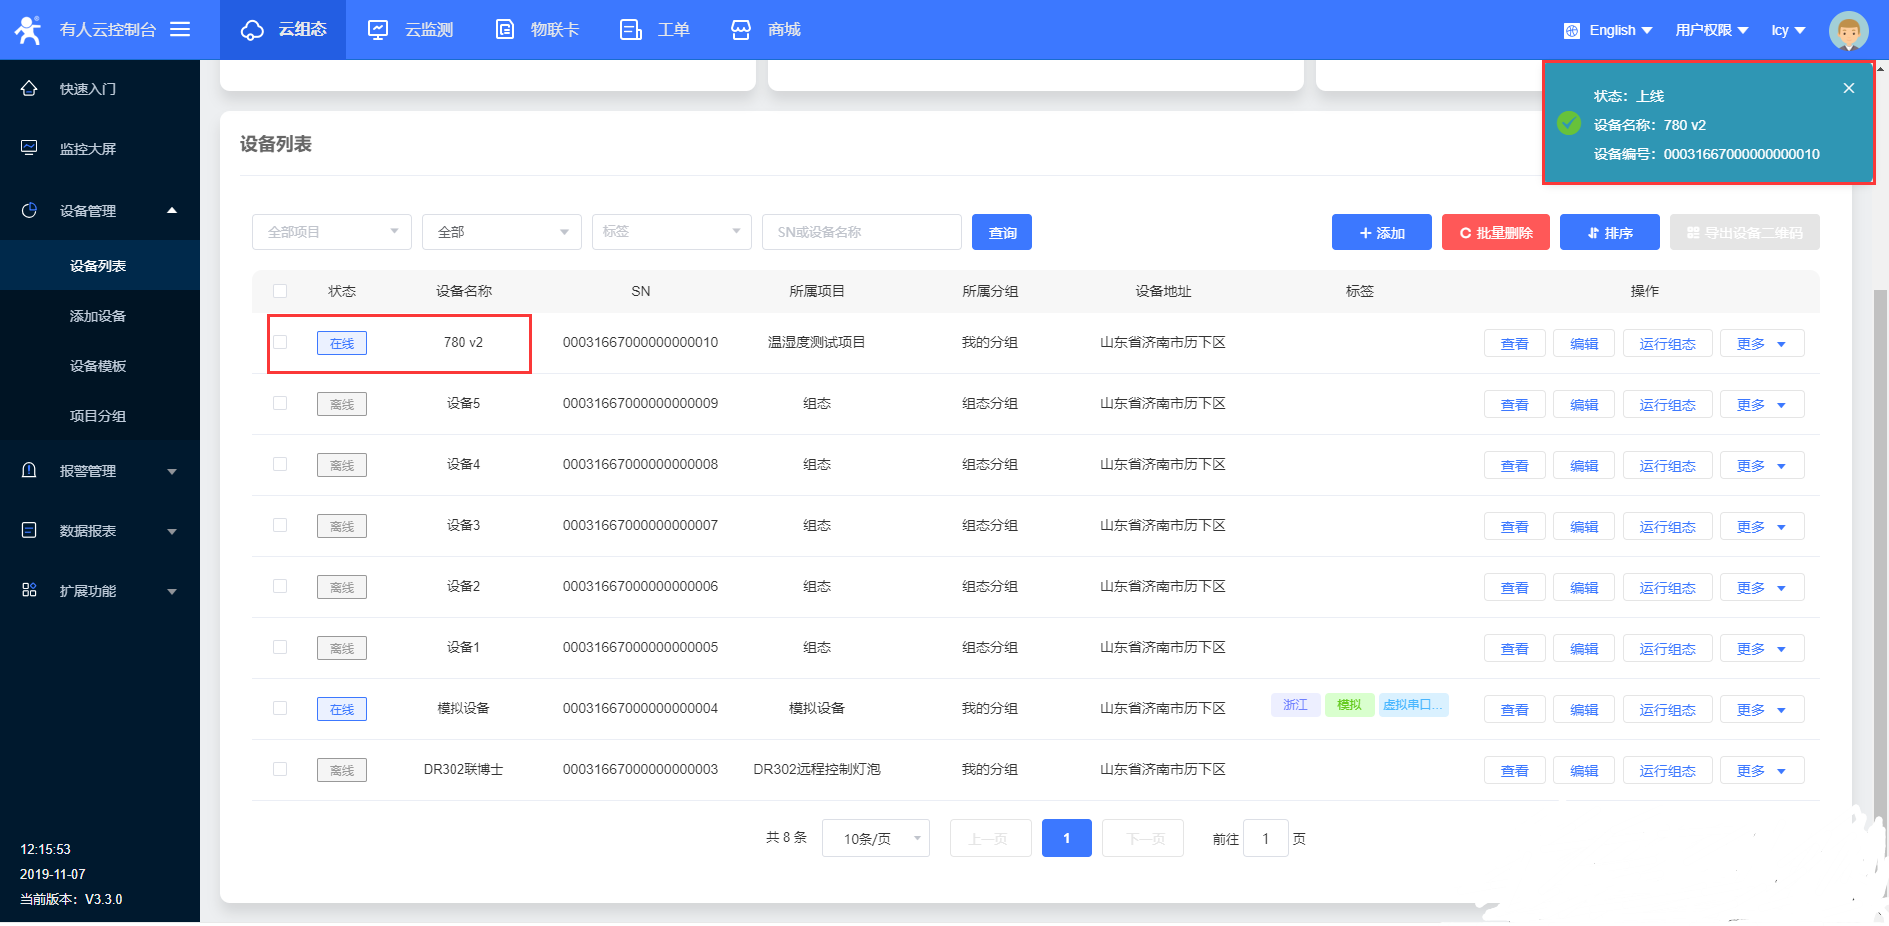 有人云控制台
云组态
云监测
物联卡
工单
商城
English
用户权限
lcy
快速入门
监控大屏
设备管理
设备列表
添加设备
设备模板
项目分组
报警管理
数据报表
扩展功能
12:15:53
2019-11-07
当前版本：V3.3.0
状态：上线
设备名称：780 v2
设备编号：00031667000000000010
设备列表
全部项目 全部 标签 SN或设备名称 查询 添加 批量删除 排序 导出设备二维码
状态 设备名称 SN 所属项目 所属分组 设备地址 标签 操作
在线 780 v2 00031667000000000010 温湿度测试项目 我的分组 山东省济南市历下区 查看 编辑 运行组态 更多
离线 设备5 00031667000000000009 组态 组态分组 山东省济南市历下区 查看 编辑 运行组态 更多
离线 设备4 00031667000000000008 组态 组态分组 山东省济南市历下区 查看 编辑 运行组态 更多
离线 设备3 00031667000000000007 组态 组态分组 山东省济南市历下区 查看 编辑 运行组态 更多
离线 设备2 00031667000000000006 组态 组态分组 山东省济南市历下区 查看 编辑 运行组态 更多
离线 设备1 00031667000000000005 组态 组态分组 山东省济南市历下区 查看 编辑 运行组态 更多
在线 模拟设备 00031667000000000004 模拟设备 我的分组 山东省济南市历下区 浙江 模拟 虚拟串口... 查看 编辑 运行组态 更多
离线 DR302联博士 00031667000000000003 DR302远程控制灯泡 我的分组 山东省济南市历下区 查看 编辑 运行组态 更多
共 8 条 10条/页 上一页 1 下一页 前往 1 页